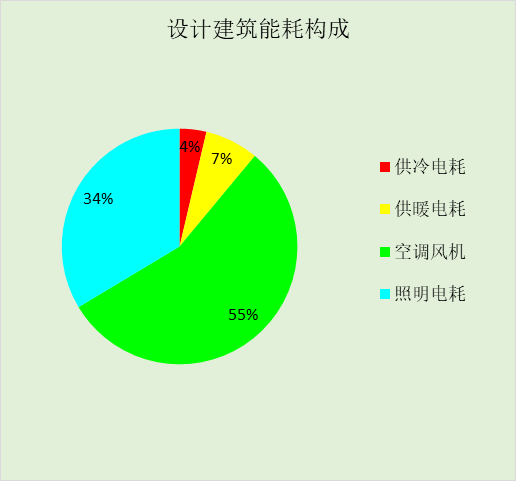 设计建筑能耗构成
4%
7%
34%
55%
供冷电耗
供暖电耗
空调风机
照明电耗